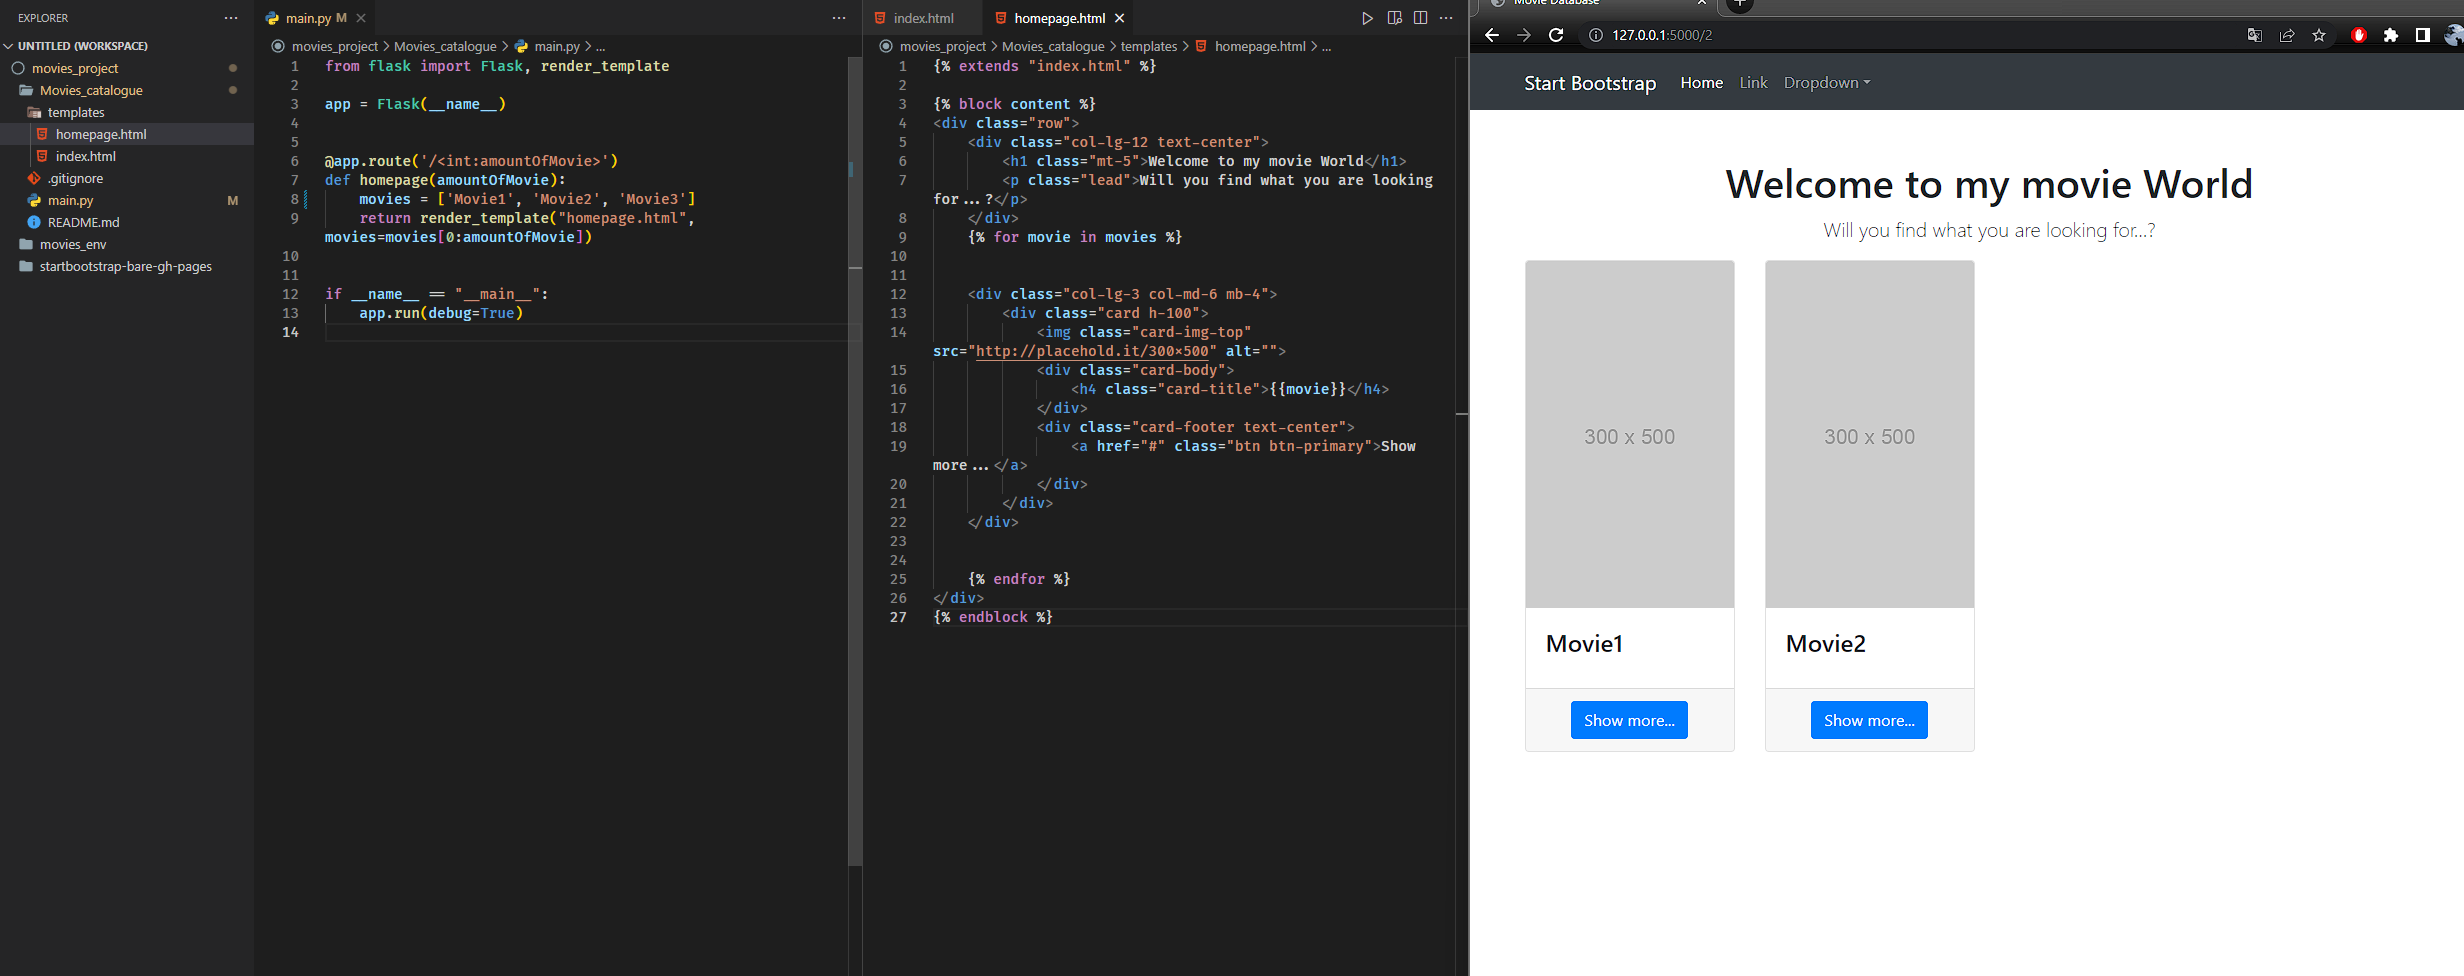 EXPLORER
UNTITLED (WORKSPACE)
movies_project
Movies_catalogue
templates
homepage.html
index.html
.gitignore
main.py M
README.md
movies_env
startbootstrap-bare-gh-pages
main.py M
movies_project > Movies_catalogue > main.py > ...
1 from flask import Flask, render_template
2
3 app = Flask(__name__)
4
5
6 @app.route('/<int:amountOfMovie>')
7 def homepage(amountOfMovie):
8 movies = ['Movie1', 'Movie2', 'Movie3']
9 return render_template("homepage.html",
movies=movies[0:amountOfMovie])
10
11
12 if __name__ == "__main__":
13 app.run(debug=True)
14
index.html homepage.html
movies_project > Movies_catalogue > templates > homepage.html > ...
1 {% extends "index.html" %}
2
3 {% block content %}
4 <div class="row">
5 <div class="col-lg-12 text-center">
6 <h1 class="mt-5">Welcome to my movie World</h1>
7 <p class="lead">Will you find what you are looking
for...?</p>
8 </div>
9 {% for movie in movies %}
10
11
12 <div class="col-lg-3 col-md-6 mb-4">
13 <div class="card h-100">
14 <img class="card-img-top"
src="http://placehold.it/300x500" alt="">
15 <div class="card-body">
16 <h4 class="card-title">{{movie}}</h4>
17 </div>
18 <div class="card-footer text-center">
19 <a href="#" class="btn btn-primary">Show
more...</a>
20 </div>
21 </div>
22 </div>
23
24
25 {% endfor %}
26 </div>
27 {% endblock %}
Movie Database
127.0.0.1:5000/2
Start Bootstrap Home Link Dropdown
Welcome to my movie World
Will you find what you are looking for...?
300 x 500 300 x 500
Movie1 Movie2
Show more... Show more...